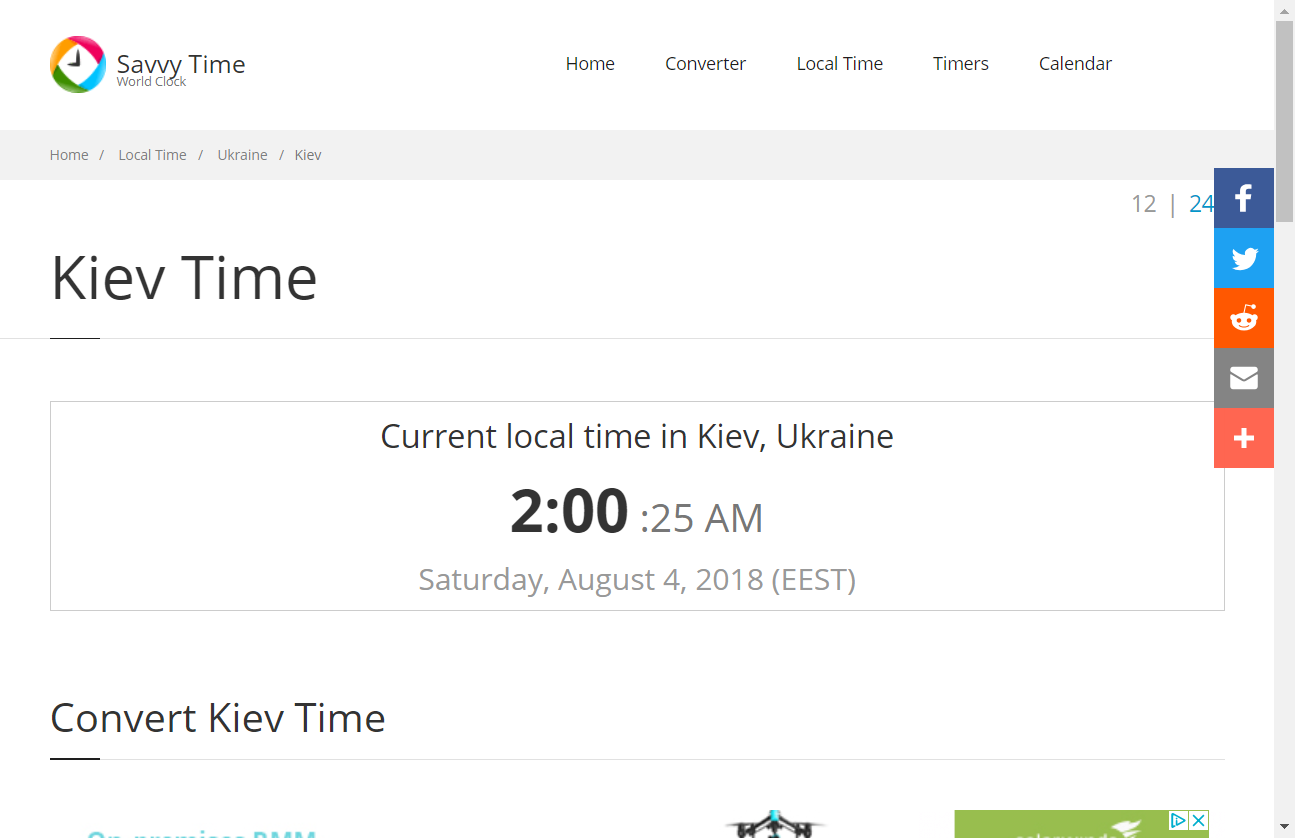 Savvy Time
World Clock
Home Converter Local Time Timers Calendar
Home / Local Time / Ukraine / Kiev
12 | 24
Kiev Time
Current local time in Kiev, Ukraine
2:00 :25 AM
Saturday, August 4, 2018 (EEST)
Convert Kiev Time